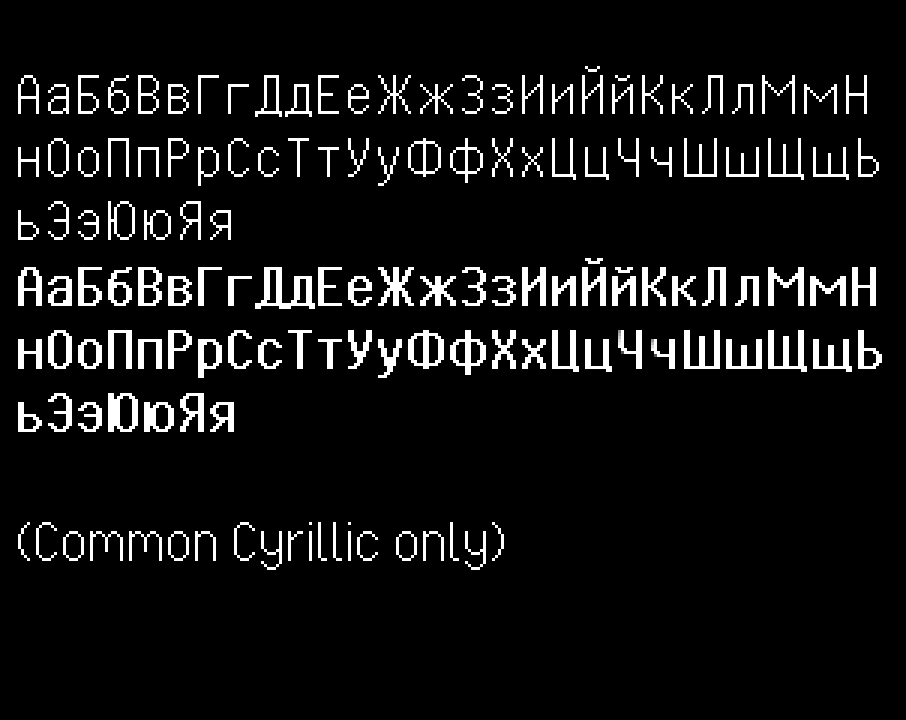 АаБбВвГгДдЕеЖжЗзИиЙйКкЛлМмН
нОоПпРрСсТтУуФфХхЦцЧчШшЩщЬ
ьЭэЮюЯя
АаБбВвГгДдЕеЖжЗзИиЙйКкЛлМмН
нОоПпРрСсТтУуФфХхЦцЧчШшЩщЬ
ьЭэЮюЯя
(Common Cyrillic only)